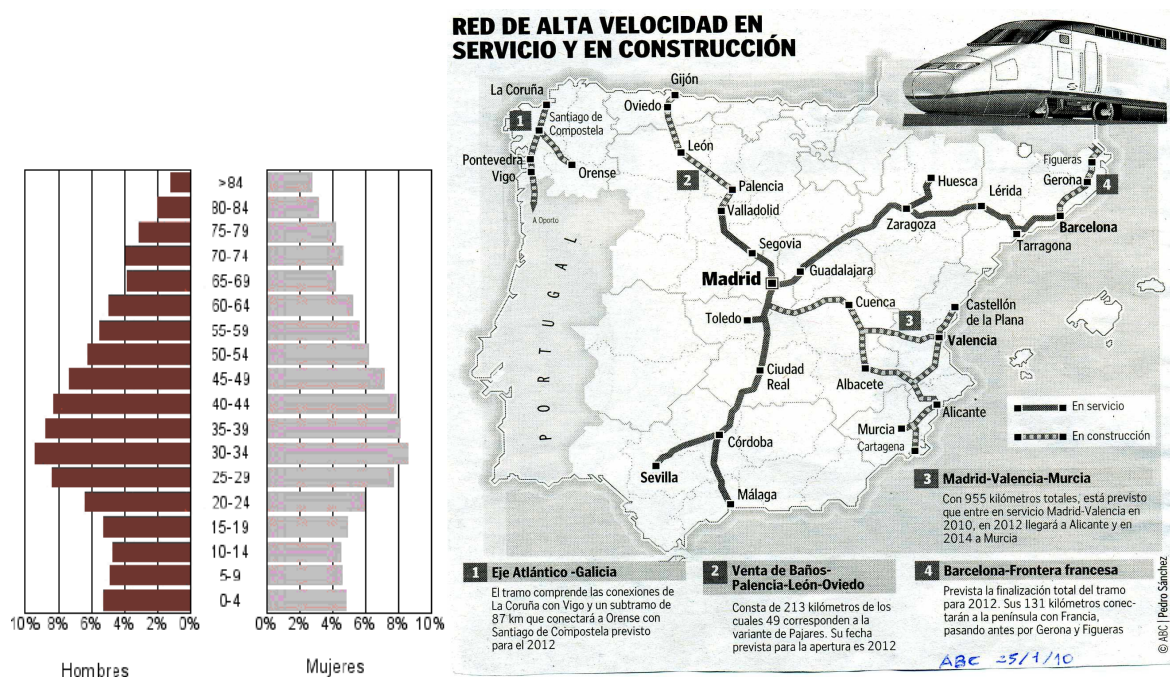 >84
80-84
75-79
70-74
65-69
60-64
55-59
50-54
45-49
40-44
35-39
30-34
25-29
20-24
15-19
10-14
5-9
0-4
10% 8% 6% 4% 2% 0%
0% 2% 4% 6% 8% 10%
Hombres
Mujeres
RED DE ALTA VELOCIDAD EN
SERVICIO Y EN CONSTRUCCIÓN
Gijón
La Coruña
Oviedo
1
Santiago de
Compostela
León
Pontevedra
Vigo
Orense
2
Palencia
Valladolid
A Oporto
Segovia
Madrid
Guadalajara
Huesca
Lérida
Zaragoza
Figueras
Gerona
4
Barcelona
Tarragona
PORTUGAL
Toledo
Cuenca
3
Castellón
de la Plana
Valencia
Ciudad
Real
Albacete
Alicante
Murcia
Cartagena
Córdoba
Sevilla
Málaga
En servicio
En construcción
3 Madrid-Valencia-Murcia
Con 955 kilómetros totales, está previsto
que entre en servicio Madrid-Valencia en
2010, en 2012 llegará a Alicante y en
2014 a Murcia
1 Eje Atlántico -Galicia
El tramo comprende las conexiones de
La Coruña con Vigo y un subtramo de
87 km que conectará a Orense con
Santiago de Compostela previsto
para el 2012
2 Venta de Baños-
Palencia-León-Oviedo
Consta de 213 kilómetros de los
cuales 49 corresponden a la
variante de Pajares. Su fecha
prevista para la apertura es 2012
4 Barcelona-Frontera francesa
Prevista la finalización total del tramo
para 2012. Sus 131 kilómetros conec-
tarán a la península con Francia,
pasando antes por Gerona y Figueras
© ABC | Pedro Sánchez
ABC 25/1/10